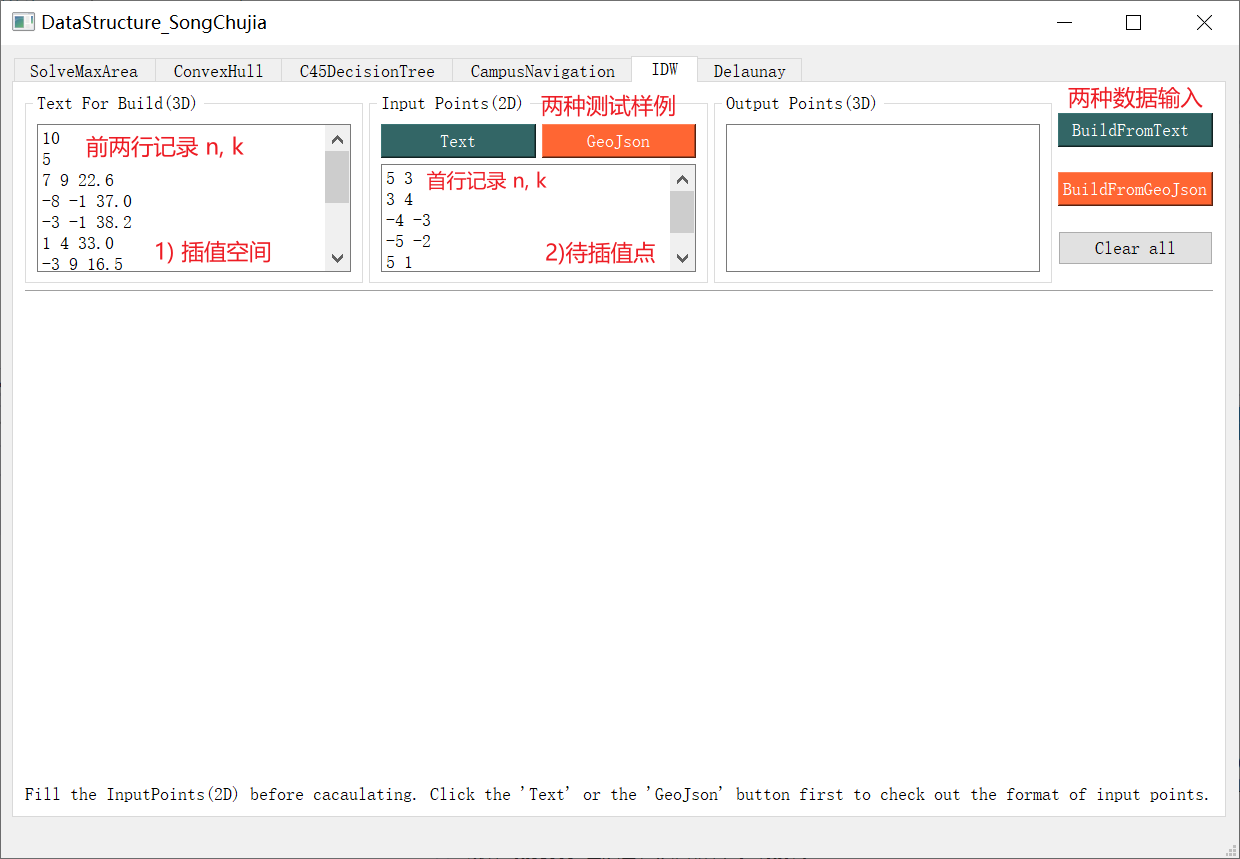 DataStructure_SongChujia
SolveMaxArea ConvexHull C45DecisionTree CampusNavigation IDW Delaunay
Text For Build(3D)
10
5
7 9 22.6
-8 -1 37.0
-3 -1 38.2
1 4 33.0
-3 9 16.5
前两行记录 n, k
1) 插值空间
Input Points(2D)
两种测试样例
Text GeoJson
5 3
3 4
-4 -3
-5 -2
5 1
首行记录 n, k
2)待插值点
Output Points(3D)
两种数据输入
BuildFromText
BuildFromGeoJson
Clear all
Fill the InputPoints(2D) before cacaulating. Click the 'Text' or the 'GeoJson' button first to check out the format of input points.